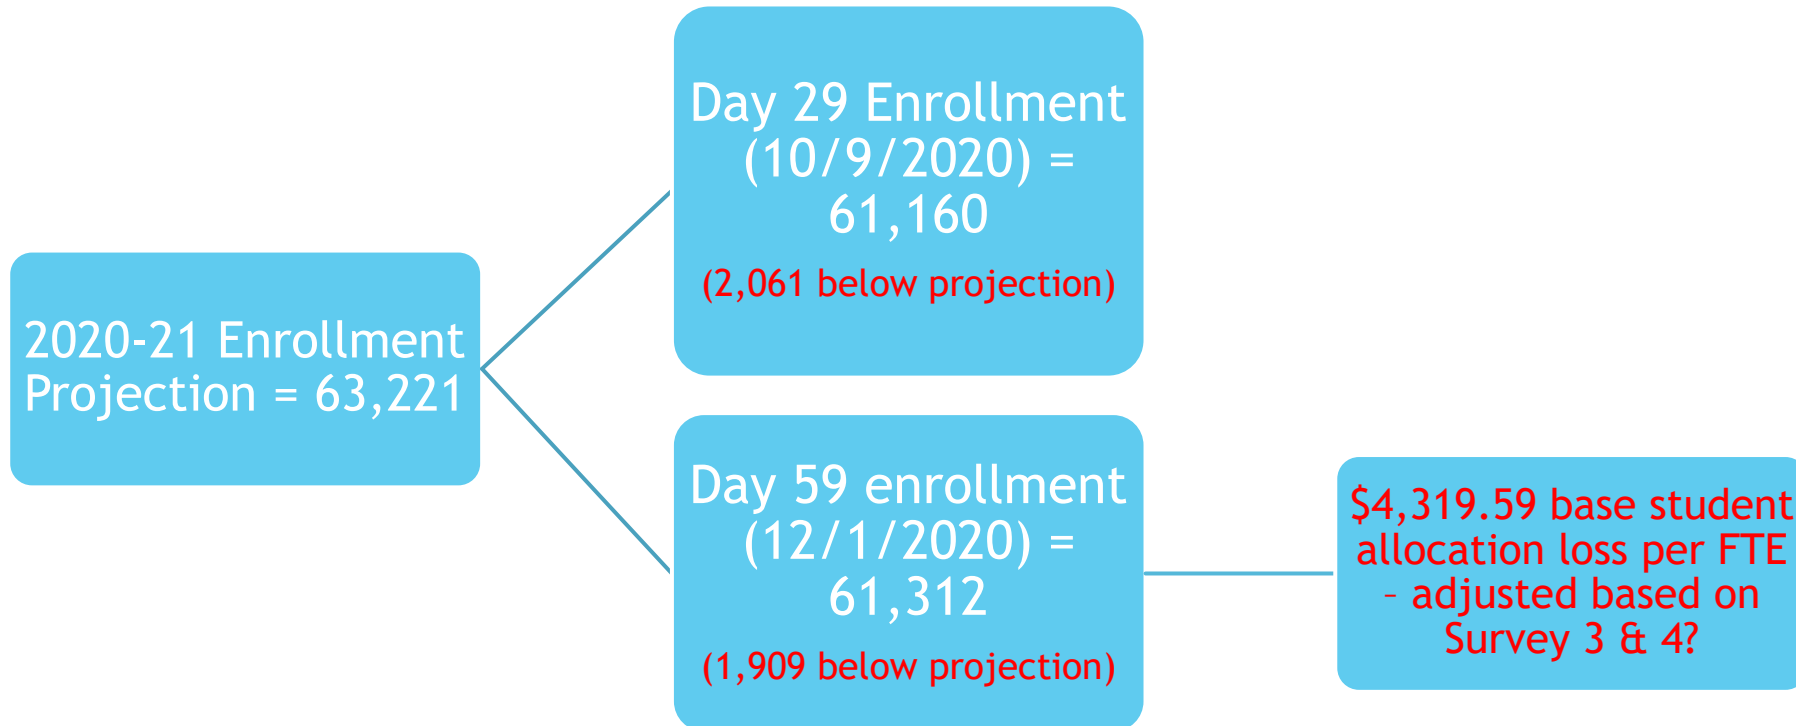 2020-21 Enrollment
Projection = 63,221
Day 29 Enrollment
(10/9/2020) =
61,160
(2,061 below projection)
Day 59 enrollment
(12/1/2020) =
61,312
(1,909 below projection)
$4,319.59 base student
allocation loss per FTE
– adjusted based on
Survey 3 & 4?